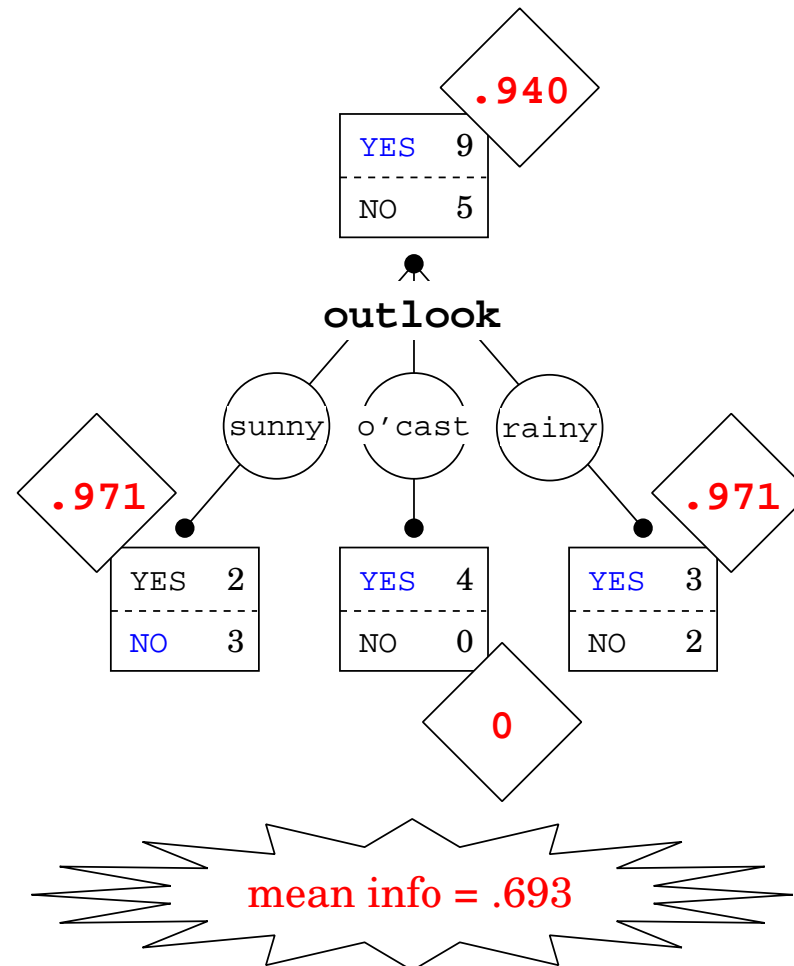 .940
YES 9
NO 5
outlook
sunny o'cast rainy
.971 .971
YES 2 YES 4 YES 3
NO 3 NO 0 NO 2
0
mean info = .693